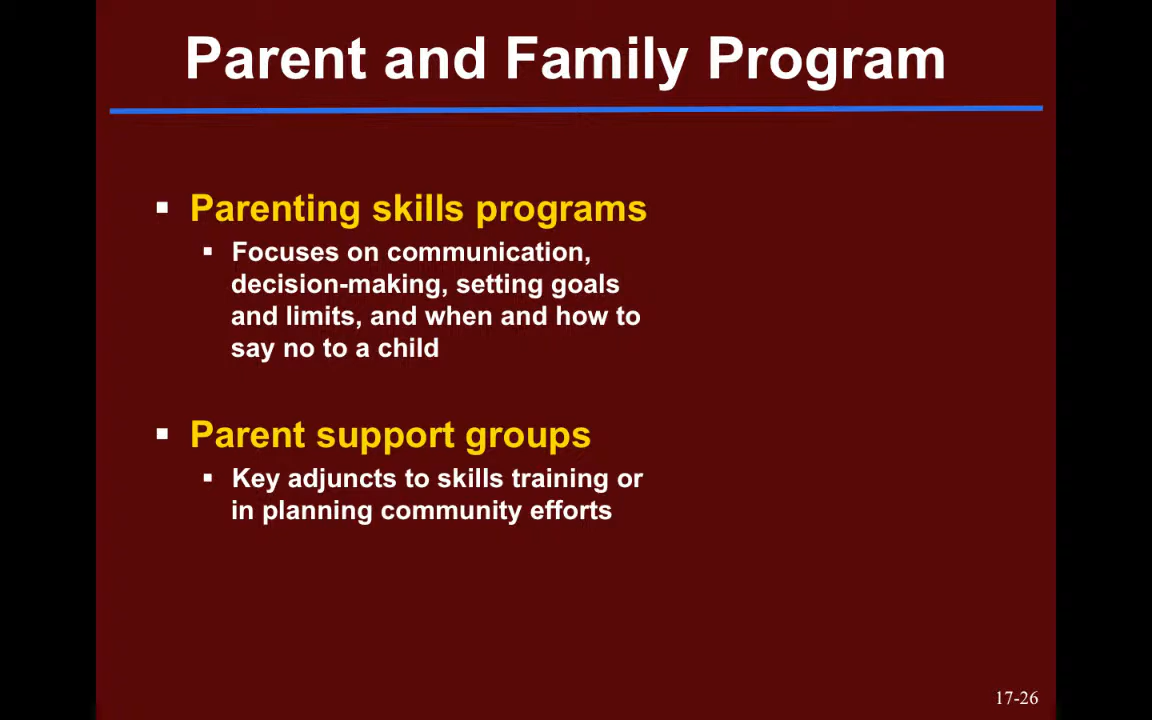 Parent and Family Program
▪ Parenting skills programs
▪ Focuses on communication,
decision-making, setting goals
and limits, and when and how to
say no to a child
▪ Parent support groups
▪ Key adjuncts to skills training or
in planning community efforts
17-26